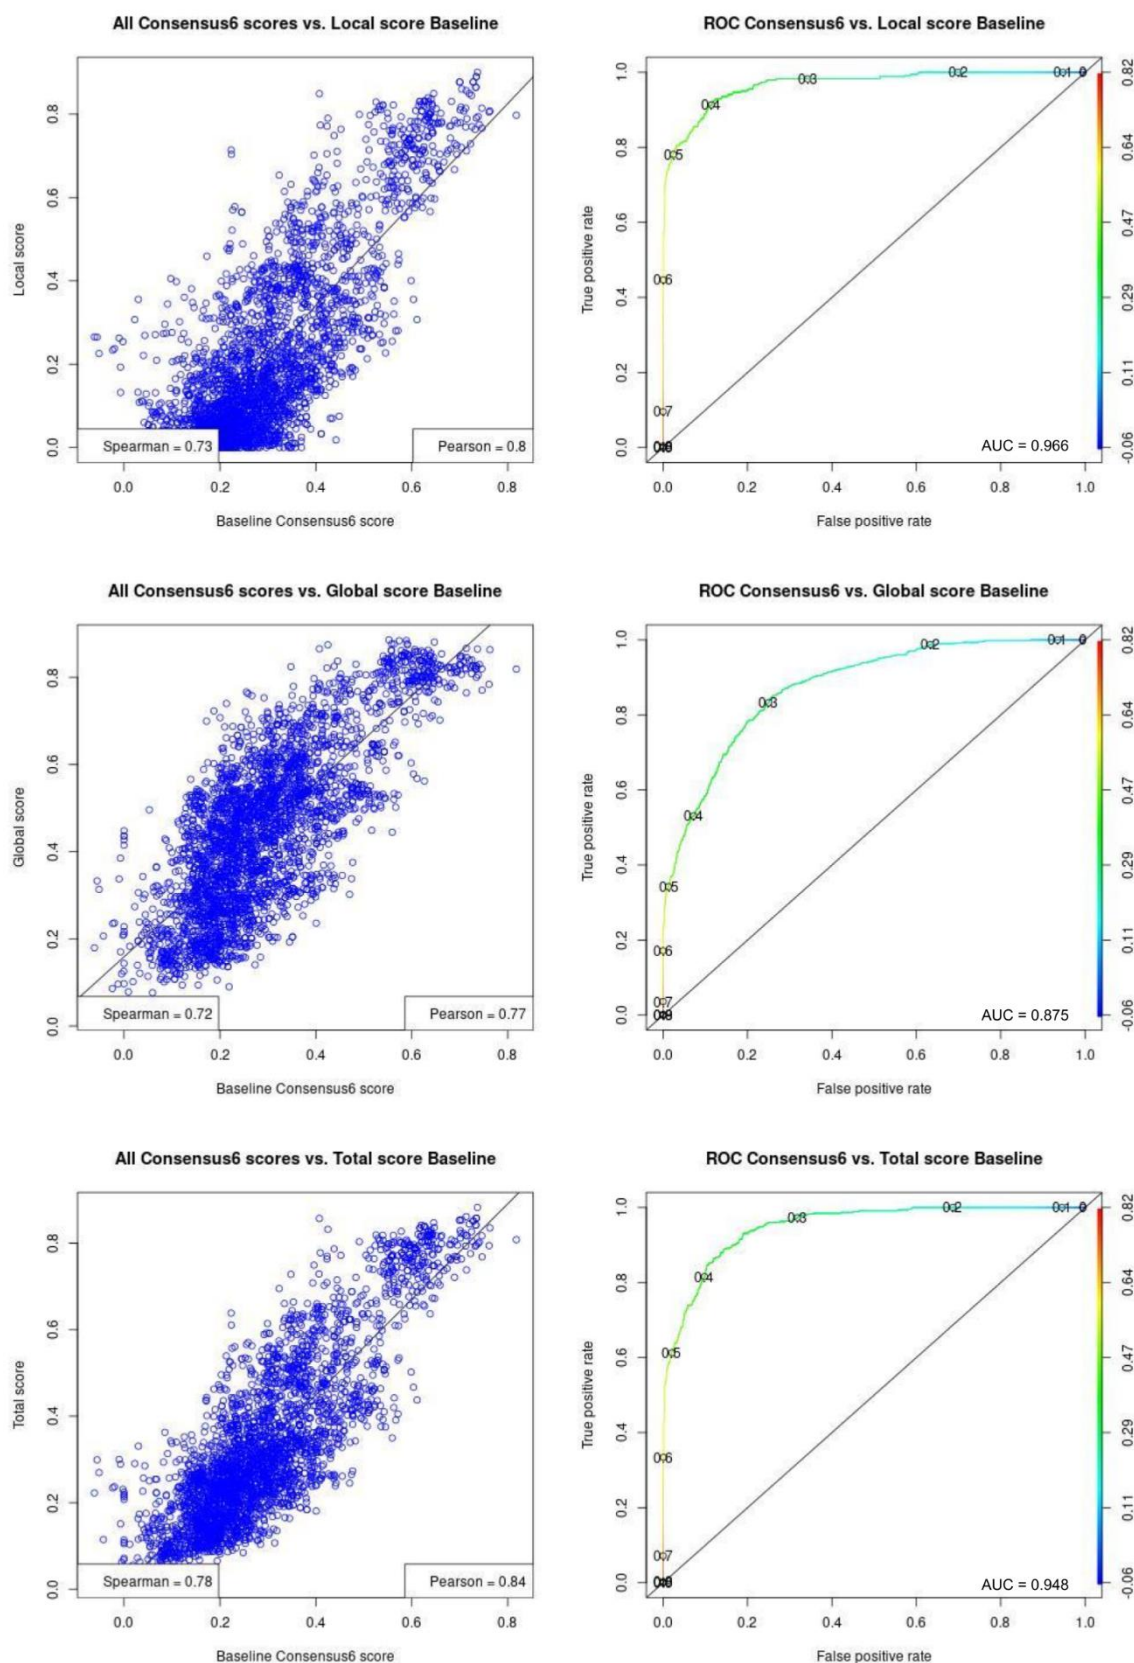 All Consensus6 scores vs. Local score Baseline
Local score
0.0 0.2 0.4 0.6 0.8
Spearman = 0.73
Pearson = 0.8
0.0 0.2 0.4 0.6 0.8
Baseline Consensus6 score
ROC Consensus6 vs. Local score Baseline
True positive rate
0.0 0.2 0.4 0.6 0.8 1.0
0.3 0.2 0.1 0
0.4
0.5
0.6
0.7
AUC = 0.966
0.0 0.2 0.4 0.6 0.8 1.0
False positive rate
-0.06 0.11 0.29 0.47 0.64 0.82
All Consensus6 scores vs. Global score Baseline
Global score
0.0 0.2 0.4 0.6 0.8
Spearman = 0.72
Pearson = 0.77
0.0 0.2 0.4 0.6 0.8
Baseline Consensus6 score
ROC Consensus6 vs. Global score Baseline
True positive rate
0.0 0.2 0.4 0.6 0.8 1.0
0.2 0.1 0
0.3
0.4
0.5
0.6
0.7
AUC = 0.875
0.0 0.2 0.4 0.6 0.8 1.0
False positive rate
-0.06 0.11 0.29 0.47 0.64 0.82
All Consensus6 scores vs. Total score Baseline
Total score
0.0 0.2 0.4 0.6 0.8
Spearman = 0.78
Pearson = 0.84
0.0 0.2 0.4 0.6 0.8
Baseline Consensus6 score
ROC Consensus6 vs. Total score Baseline
True positive rate
0.0 0.2 0.4 0.6 0.8 1.0
0.3 0.2 0.1 0
0.4
0.5
0.6
0.7
AUC = 0.948
0.0 0.2 0.4 0.6 0.8 1.0
False positive rate
-0.06 0.11 0.29 0.47 0.64 0.82